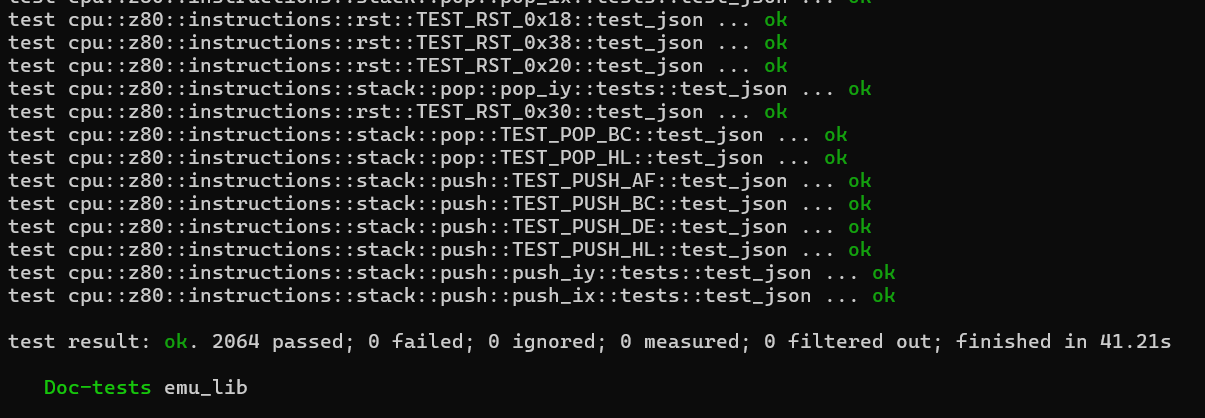 test cpu::z80::instructions::stack::pop::pop_ix::tests::test_json ... ok
test cpu::z80::instructions::rst::TEST_RST_0x18::test_json ... ok
test cpu::z80::instructions::rst::TEST_RST_0x38::test_json ... ok
test cpu::z80::instructions::rst::TEST_RST_0x20::test_json ... ok
test cpu::z80::instructions::stack::pop::pop_iy::tests::test_json ... ok
test cpu::z80::instructions::rst::TEST_RST_0x30::test_json ... ok
test cpu::z80::instructions::stack::pop::TEST_POP_BC::test_json ... ok
test cpu::z80::instructions::stack::pop::TEST_POP_HL::test_json ... ok
test cpu::z80::instructions::stack::push::TEST_PUSH_AF::test_json ... ok
test cpu::z80::instructions::stack::push::TEST_PUSH_BC::test_json ... ok
test cpu::z80::instructions::stack::push::TEST_PUSH_DE::test_json ... ok
test cpu::z80::instructions::stack::push::TEST_PUSH_HL::test_json ... ok
test cpu::z80::instructions::stack::push::push_iy::tests::test_json ... ok
test cpu::z80::instructions::stack::push::push_ix::tests::test_json ... ok
test result: ok. 2064 passed; 0 failed; 0 ignored; 0 measured; 0 filtered out; finished in 41.21s
Doc-tests emu_lib